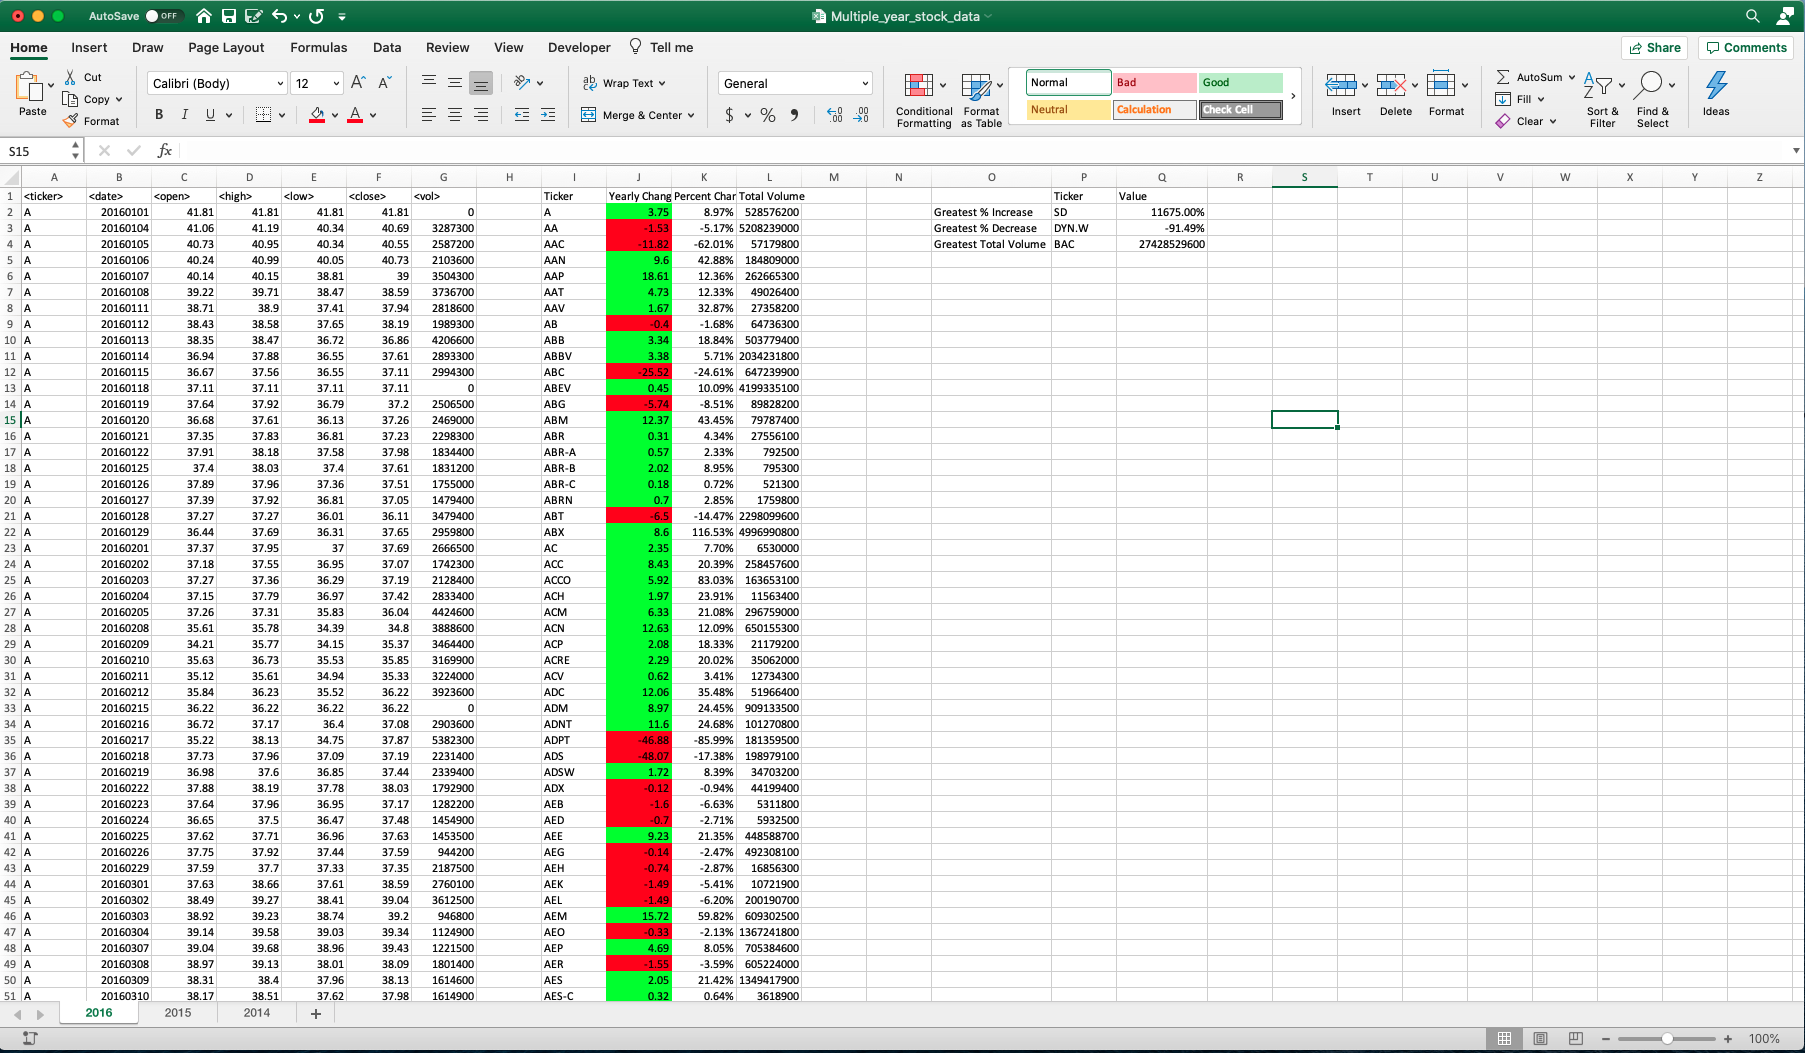 AutoSave OFF Multiple_year_stock_data
Home Insert Draw Page Layout Formulas Data Review View Developer Tell me Share Comments
Paste Cut Copy Format Calibri (Body) 12 A A B I U A ab Wrap Text Merge & Center General $ % Conditional Formatting Format as Table Normal Bad Good Neutral Calculation Check Cell Insert Delete Format AutoSum Fill Clear Sort & Filter Find & Select Ideas
S15 fx
A B C D E F G H I J K L M N O P Q R S T U V W X Y Z
1 <ticker> <date> <open> <high> <low> <close> <vol> Ticker Yearly Chang Percent Char Total Volume Ticker Value
2 A 20160101 41.81 41.81 41.81 41.81 0 A 3.75 8.97% 528576200 Greatest % Increase SD 11675.00%
3 A 20160104 41.06 41.19 40.34 40.69 3287300 AA -1.53 -5.17% 5208239000 Greatest % Decrease DYN.W -91.49%
4 A 20160105 40.73 40.95 40.34 40.55 2587200 AAC -11.82 -62.01% 57179800 Greatest Total Volume BAC 27428529600
5 A 20160106 40.24 40.99 40.05 40.73 2103600 AAN 9.6 42.88% 184809000
6 A 20160107 40.14 40.15 38.81 39 3504300 AAP 18.61 12.36% 262665300
7 A 20160108 39.22 39.71 38.47 38.59 3736700 AAT 4.73 12.33% 49026400
8 A 20160111 38.71 38.9 37.41 37.94 2818600 AAV 1.67 32.87% 27358200
9 A 20160112 38.43 38.58 37.65 38.19 1989300 AB -0.4 -1.68% 64736300
10 A 20160113 38.35 38.47 36.72 36.86 4206600 ABB 3.34 18.84% 503779400
11 A 20160114 36.94 37.88 36.55 37.61 2893300 ABBV 3.38 5.71% 2034231800
12 A 20160115 36.67 37.56 36.55 37.11 2994300 ABC -25.52 -24.61% 647239900
13 A 20160118 37.11 37.11 37.11 37.11 0 ABEV 0.45 10.09% 4199335100
14 A 20160119 37.64 37.92 36.79 37.2 2506500 ABG -5.74 -8.51% 89828200
15 A 20160120 36.68 37.61 36.13 37.26 2469000 ABM 12.37 43.45% 79787400
16 A 20160121 37.35 37.83 36.81 37.23 2298300 ABR 0.31 4.34% 27556100
17 A 20160122 37.91 38.18 37.58 37.98 1834400 ABR-A 0.57 2.33% 792500
18 A 20160125 37.4 38.03 37.4 37.61 1831200 ABR-B 2.02 8.95% 795300
19 A 20160126 37.89 37.96 37.36 37.51 1755000 ABR-C 0.18 0.72% 521300
20 A 20160127 37.39 37.92 36.81 37.05 1479400 ABRN 0.7 2.85% 1759800
21 A 20160128 37.27 37.27 36.01 36.11 3479400 ABT -6.5 -14.47% 2298099600
22 A 20160129 36.44 37.69 36.31 37.65 2959800 ABX 8.6 116.53% 4996990800
23 A 20160201 37.37 37.95 37 37.69 2666500 AC 2.35 7.70% 6530000
24 A 20160202 37.18 37.55 36.95 37.07 1742300 ACC 8.43 20.39% 258457600
25 A 20160203 37.27 37.36 36.29 37.19 2128400 ACCO 5.92 83.03% 163653100
26 A 20160204 37.15 37.79 36.97 37.42 2833400 ACH 1.97 23.91% 11563400
27 A 20160205 37.26 37.31 35.83 36.04 4424600 ACM 6.33 21.08% 296759000
28 A 20160208 35.61 35.78 34.39 34.8 3888600 ACN 12.63 12.09% 650155300
29 A 20160209 34.21 35.77 34.15 35.37 3464400 ACP 2.08 18.33% 21179200
30 A 20160210 35.63 36.73 35.53 35.85 3169900 ACRE 2.29 20.02% 35062000
31 A 20160211 35.12 35.61 34.94 35.33 3224000 ACV 0.62 3.41% 12734300
32 A 20160212 35.84 36.23 35.52 36.22 3923600 ADC 12.06 35.48% 51966400
33 A 20160215 36.22 36.22 36.22 36.22 0 ADM 8.97 24.45% 909133500
34 A 20160216 36.72 37.17 36.4 37.08 2903600 ADNT 11.6 24.68% 101270800
35 A 20160217 35.22 38.13 34.75 37.87 5382300 ADPT -46.88 -85.99% 181359500
36 A 20160218 37.73 37.96 37.09 37.19 2231400 ADS -48.07 -17.38% 198979100
37 A 20160219 36.98 37.6 36.85 37.44 2339400 ADSW 1.72 8.39% 34703200
38 A 20160222 37.88 38.19 37.78 38.03 1792900 ADX -0.12 -0.94% 44199400
39 A 20160223 37.64 37.96 36.95 37.17 1282200 AEB -1.6 -6.63% 5311800
40 A 20160224 36.65 37.5 36.47 37.48 1454900 AED -0.7 -2.71% 5932500
41 A 20160225 37.62 37.71 36.96 37.63 1453500 AEE 9.23 21.35% 448588700
42 A 20160226 37.75 37.92 37.44 37.59 944200 AEG -0.14 -2.47% 492308100
43 A 20160229 37.59 37.7 37.33 37.35 2187500 AEH -0.74 -2.87% 16856300
44 A 20160301 37.63 38.66 37.61 38.59 2760100 AEK -1.49 -5.41% 10721900
45 A 20160302 38.49 39.27 38.41 39.04 3612500 AEL -1.49 -6.20% 200190700
46 A 20160303 38.92 39.23 38.74 39.2 946800 AEM 15.72 59.82% 609302500
47 A 20160304 39.14 39.58 39.03 39.34 1124900 AEO -0.33 -2.13% 1367241800
48 A 20160307 39.04 39.68 38.96 39.43 1221500 AEP 4.69 8.05% 705384600
49 A 20160308 38.97 39.13 38.01 38.09 1801400 AER -1.55 -3.59% 605224000
50 A 20160309 38.31 38.4 37.96 38.13 1614600 AES 2.05 21.42% 1349417900
51 A 20160310 38.17 38.51 37.62 37.98 1614900 AES-C 0.32 0.64% 3618900
2016 2015 2014 +
100%